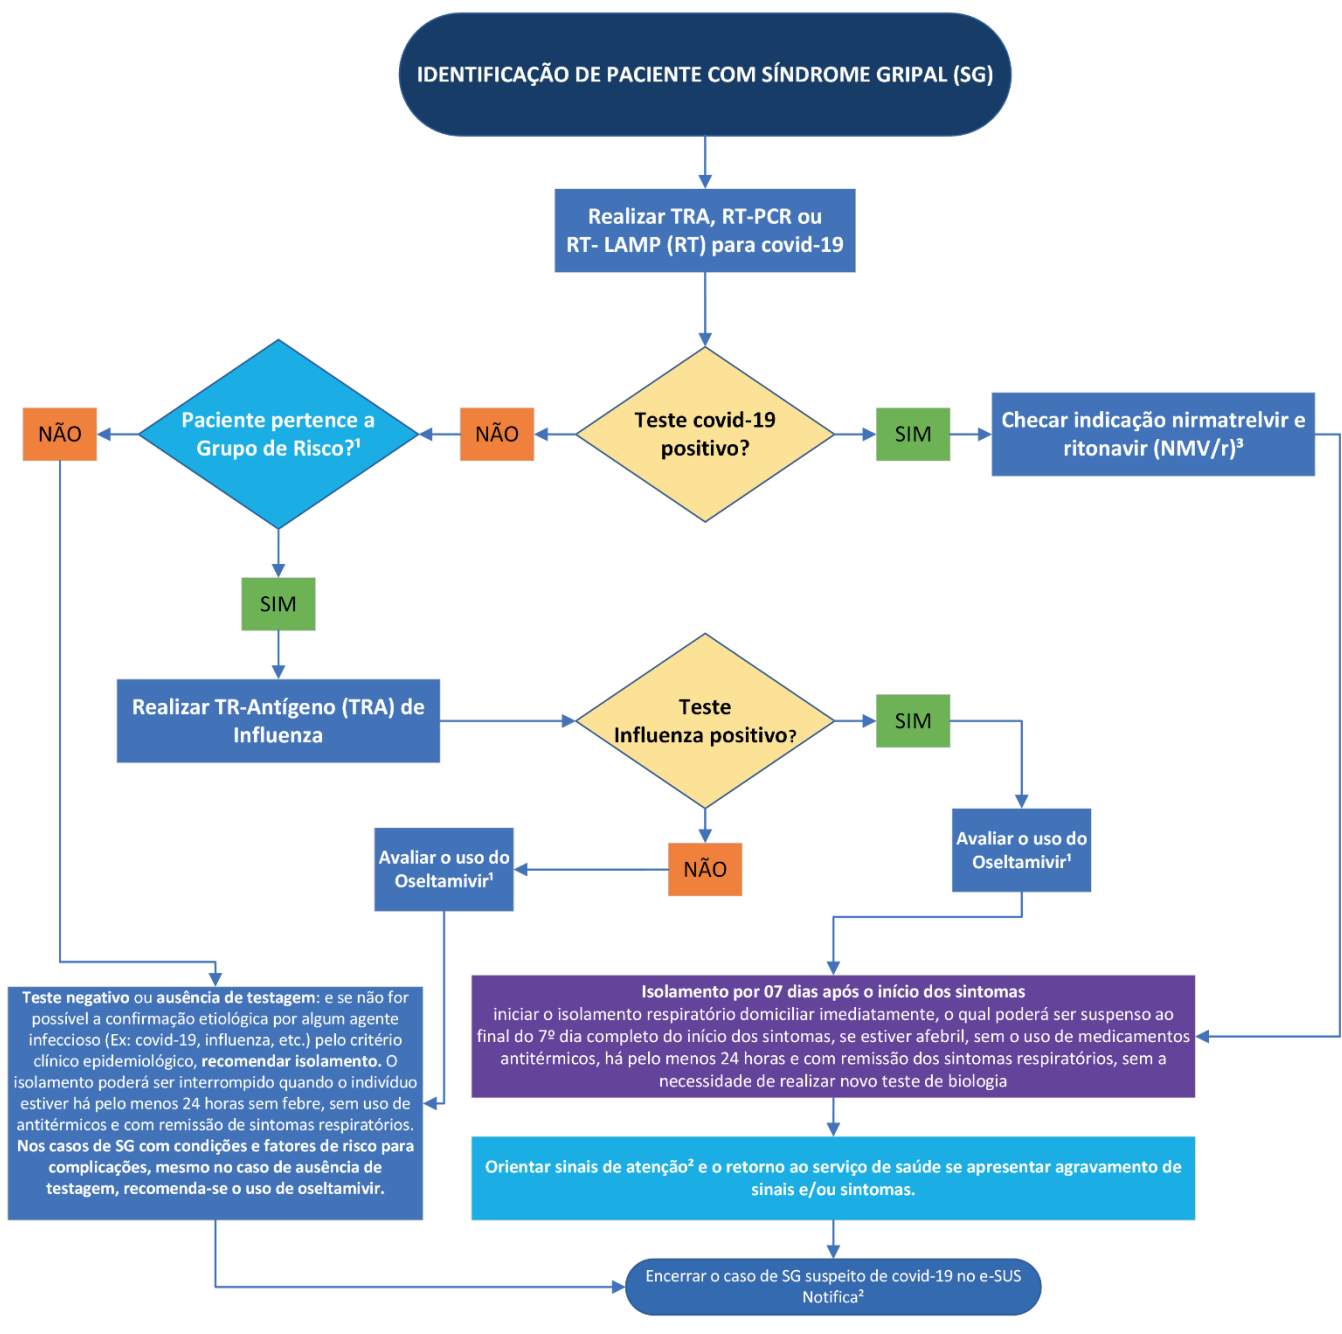 IDENTIFICAÇÃO DE PACIENTE COM SÍNDROME GRIPAL (SG)
Realizar TRA, RT-PCR ou
RT- LAMP (RT) para covid-19
Teste covid-19
positivo?
NÃO
SIM
Paciente pertence a
Grupo de Risco?¹
NÃO
Checar indicação nirmatrelvir e
ritonavir (NMV/r)³
SIM
Realizar TR-Antígeno (TRA) de
Influenza
Teste
Influenza positivo?
SIM
NÃO
Avaliar o uso do
Oseltamivir¹
Avaliar o uso do
Oseltamivir¹
Teste negativo ou ausência de testagem: e se não for
possível a confirmação etiológica por algum agente
infeccioso (Ex: covid-19, influenza, etc.) pelo critério
clínico epidemiológico, recomendar isolamento. O
isolamento poderá ser interrompido quando o indivíduo
estiver há pelo menos 24 horas sem febre, sem uso de
antitérmicos e com remissão de sintomas respiratórios.
Nos casos de SG com condições e fatores de risco para
complicações, mesmo no caso de ausência de
testagem, recomenda-se o uso de oseltamivir.
Isolamento por 07 dias após o início dos sintomas
iniciar o isolamento respiratório domiciliar imediatamente, o qual poderá ser suspenso ao
final do 7º dia completo do início dos sintomas, se estiver afebril, sem o uso de medicamentos
antitérmicos, há pelo menos 24 horas e com remissão dos sintomas respiratórios, sem a
necessidade de realizar novo teste de biologia
Orientar sinais de atenção² e o retorno ao serviço de saúde se apresentar agravamento de
sinais e/ou sintomas.
Encerrar o caso de SG suspeito de covid-19 no e-SUS
Notifica²